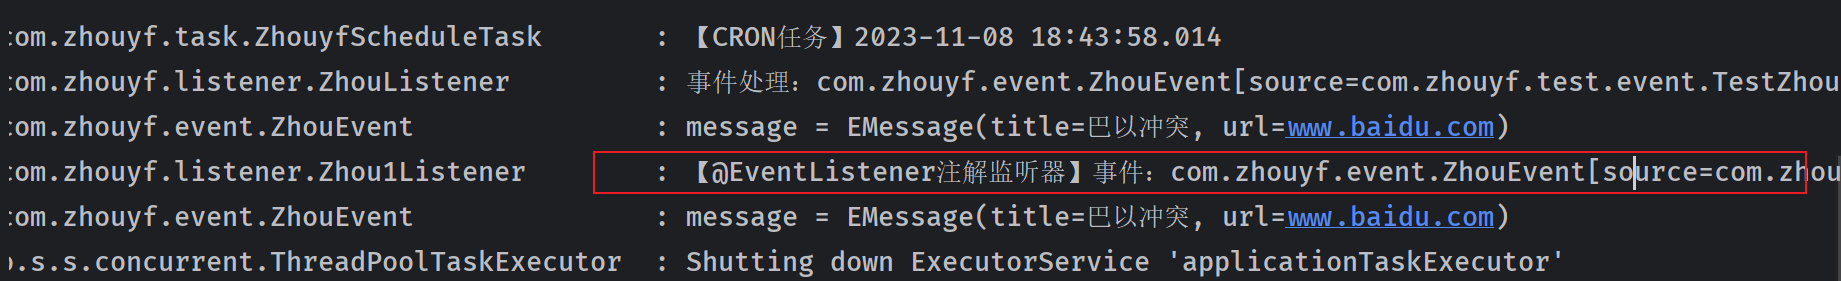 com.zhouyf.task.ZhouyfScheduleTask : 【CRON任务】2023-11-08 18:43:58.014
com.zhouyf.listener.ZhouListener : 事件处理：com.zhouyf.event.ZhouEvent[source=com.zhouyf.test.event.TestZhou
com.zhouyf.event.ZhouEvent : message = EMessage(title=巴以冲突, url=www.baidu.com)
com.zhouyf.listener.Zhou1Listener : 【@EventListener注解监听器】事件：com.zhouyf.event.ZhouEvent[source=com.zhou
com.zhouyf.event.ZhouEvent : message = EMessage(title=巴以冲突, url=www.baidu.com)
o.s.s.concurrent.ThreadPoolTaskExecutor : Shutting down ExecutorService 'applicationTaskExecutor'